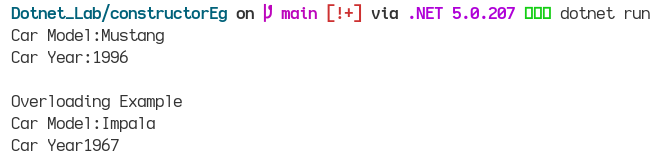 Dotnet_Lab/constructorEg on main [!+] via .NET 5.0.207 dotnet run
Car Model:Mustang
Car Year:1996
Overloading Example
Car Model:Impala
Car Year1967